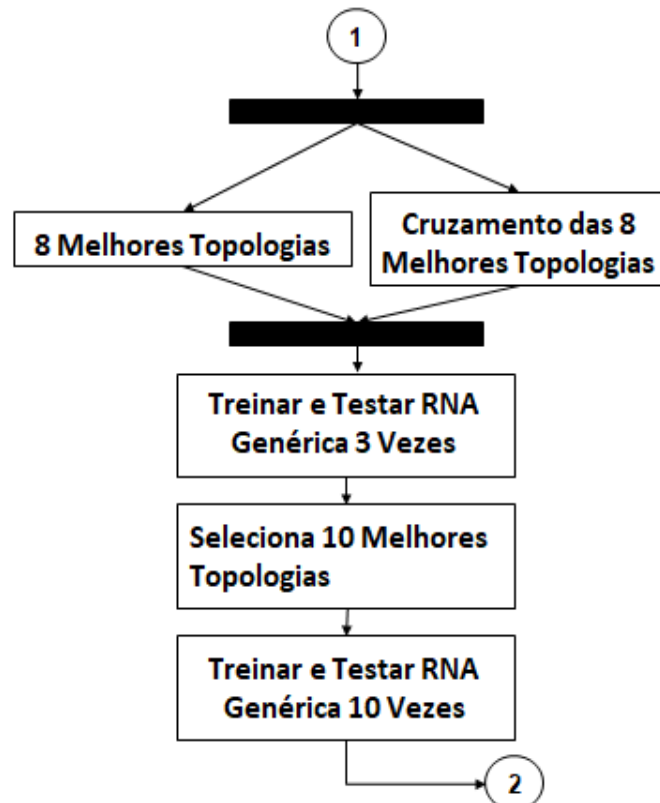 1
8 Melhores Topologias
Cruzamento das 8
Melhores Topologias
Treinar e Testar RNA
Genérica 3 Vezes
Seleciona 10 Melhores
Topologias
Treinar e Testar RNA
Genérica 10 Vezes
2